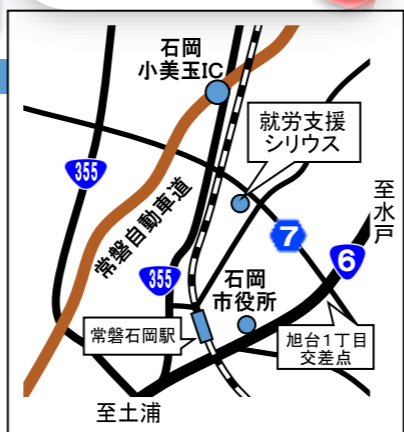 石岡
小美玉IC
就労支援
シリウス
355
至水戸
常磐自動車道
7
6
355
石岡
市役所
常磐石岡駅
旭台1丁目
交差点
至土浦